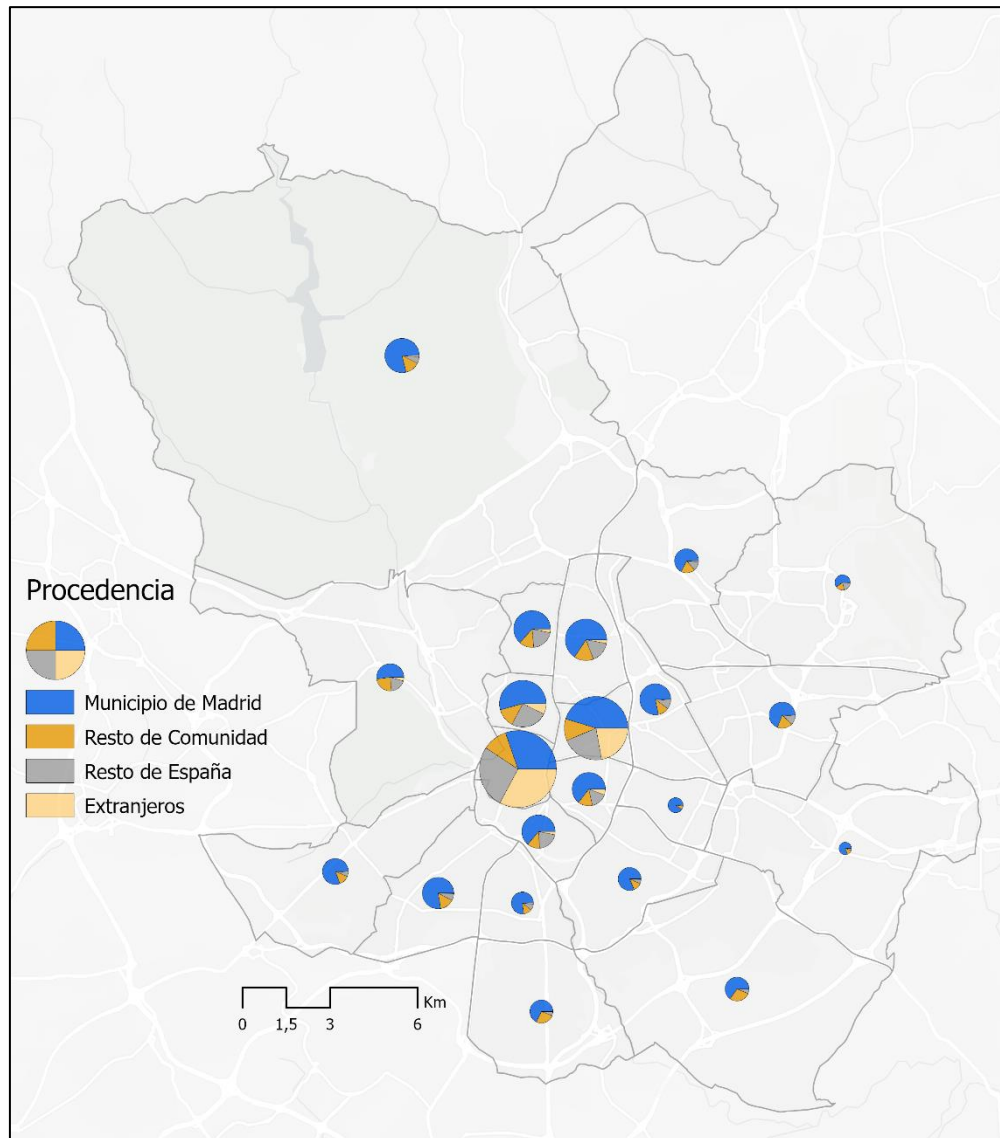 Procedencia
Municipio de Madrid
Resto de Comunidad
Resto de España
Extranjeros
Km
0 1,5 3 6